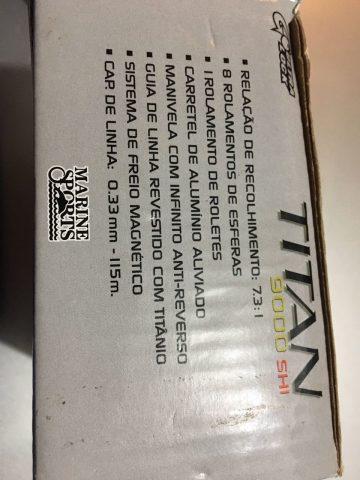 TITAN
9000 SHI
• RELAÇÃO DE RECOLHIMENTO: 7.3:1
• 8 ROLAMENTOS DE ESFERAS
• 1 ROLAMENTO DE ROLETES
• CARRETEL DE ALUMÍNIO ALIVIADO
• MANIVELA COM INFINITO ANTI-REVERSO
• GUIA DE LINHA REVESTIDO COM TITÂNIO
• SISTEMA DE FREIO MAGNÉTICO
• CAP. DE LINHA: 0.33mm - 115m.
MARINE
SPORTS